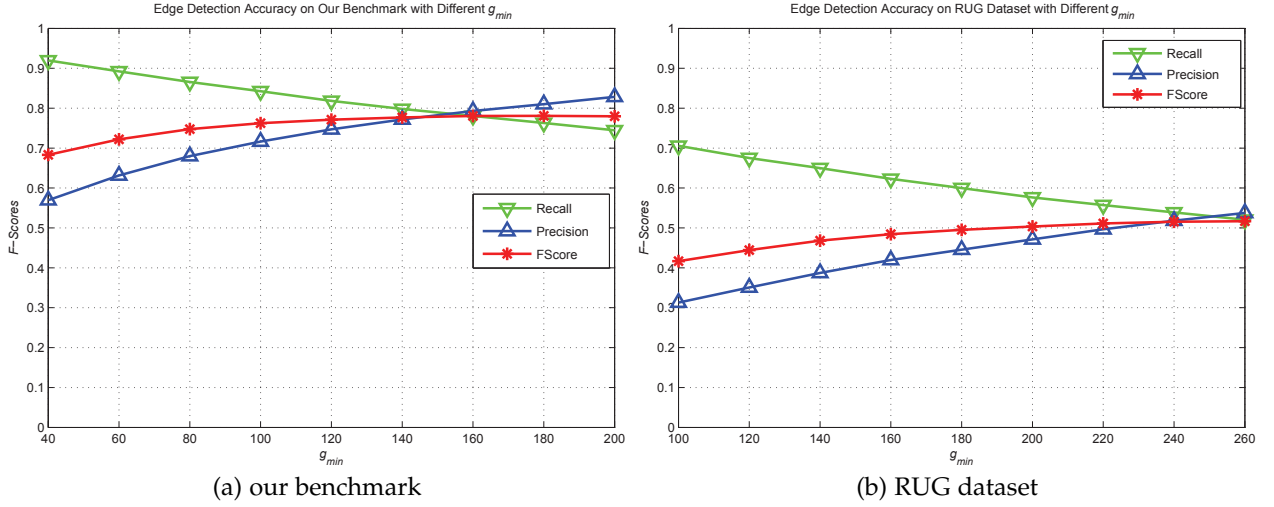 Edge Detection Accuracy on Our Benchmark with Different g_min
1
0.9
0.8
0.7
0.6
0.5
0.4
0.3
0.2
0.1
0
F−Scores
Recall
Precision
FScore
40 60 80 100 120 140 160 180 200
g_min
(a) our benchmark
Edge Detection Accuracy on RUG Dataset with Different g_min
1
0.9
0.8
0.7
0.6
0.5
0.4
0.3
0.2
0.1
0
F−Scores
Recall
Precision
FScore
100 120 140 160 180 200 220 240 260
g_min
(b) RUG dataset